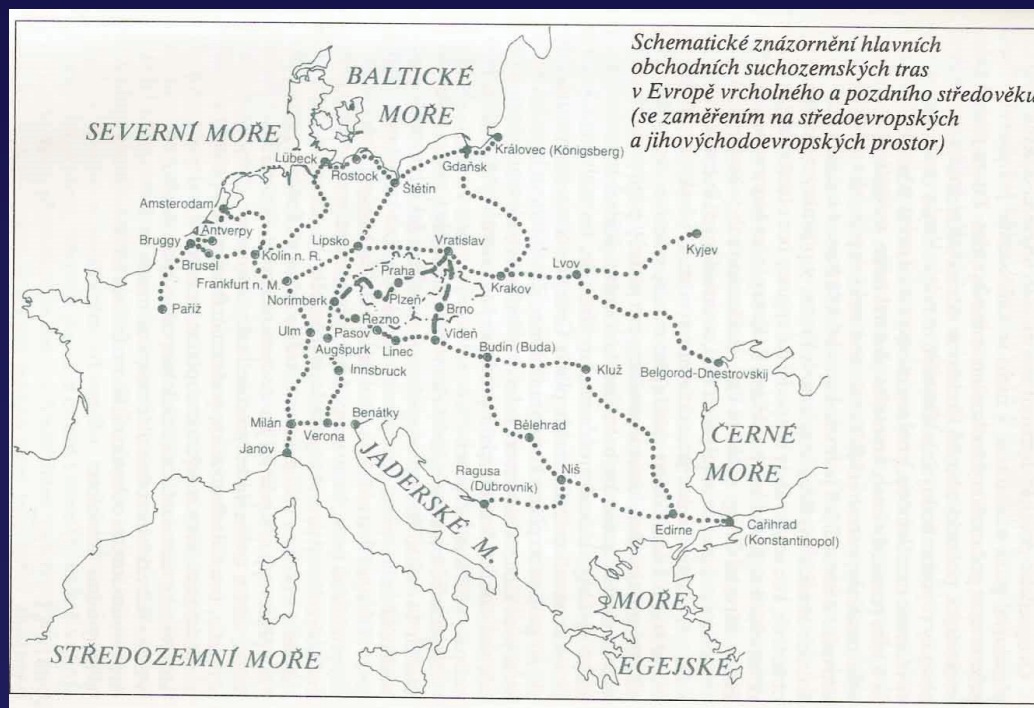 Schematické znázornění hlavních
obchodních suchozemských tras
v Evropě vrcholného a pozdního středověku
(se zaměřením na středoevropských
a jihovýchodoevropských prostor)
BALTICKÉ
MOŘE
SEVERNÍ MOŘE
Královec (Königsberg)
Gdaňsk
Lübeck
Rostock
Štětín
Amsterodam
Antverpy
Bruggy
Brusel
Kolín n. R.
Lipsko
Vratislav
Kyjev
Lvov
Krakov
Praha
Frankfurt n. M.
Plzeň
Norimberk
Brno
Paříž
Řezno
Ulm
Pasov
Vídeň
Augšpurk
Linec
Budín (Buda)
Innsbruck
Kluž
Belgorod-Dnestrovskij
Milán
Verona
Benátky
Bělehrad
ČERNÉ
MOŘE
Janov
JADERSKÉ M.
Ragusa
(Dubrovník)
Niš
Edirne
Cařihrad
(Konstantinopol)
MOŘE
EGEJSKÉ
STŘEDOZEMNÍ MOŘE